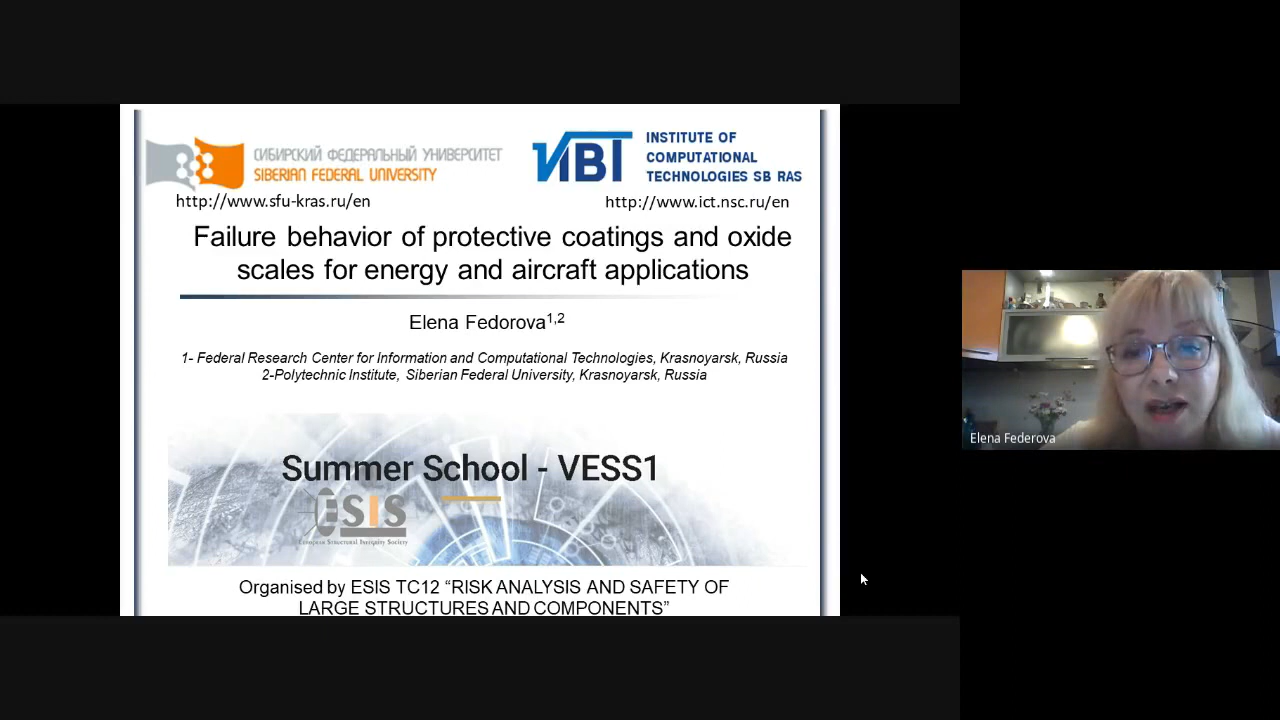 СИБИРСКИЙ ФЕДЕРАЛЬНЫЙ УНИВЕРСИТЕТ
SIBERIAN FEDERAL UNIVERSITY
ИВТ
INSTITUTE OF
COMPUTATIONAL
TECHNOLOGIES SB RAS
http://www.sfu-kras.ru/en
http://www.ict.nsc.ru/en
Failure behavior of protective coatings and oxide
scales for energy and aircraft applications
Elena Fedorova1,2
1- Federal Research Center for Information and Computational Technologies, Krasnoyarsk, Russia
2-Polytechnic Institute, Siberian Federal University, Krasnoyarsk, Russia
Summer School - VESS1
ESIS
European Structural Integrity Society
Organised by ESIS TC12 “RISK ANALYSIS AND SAFETY OF
LARGE STRUCTURES AND COMPONENTS”
Elena Federova